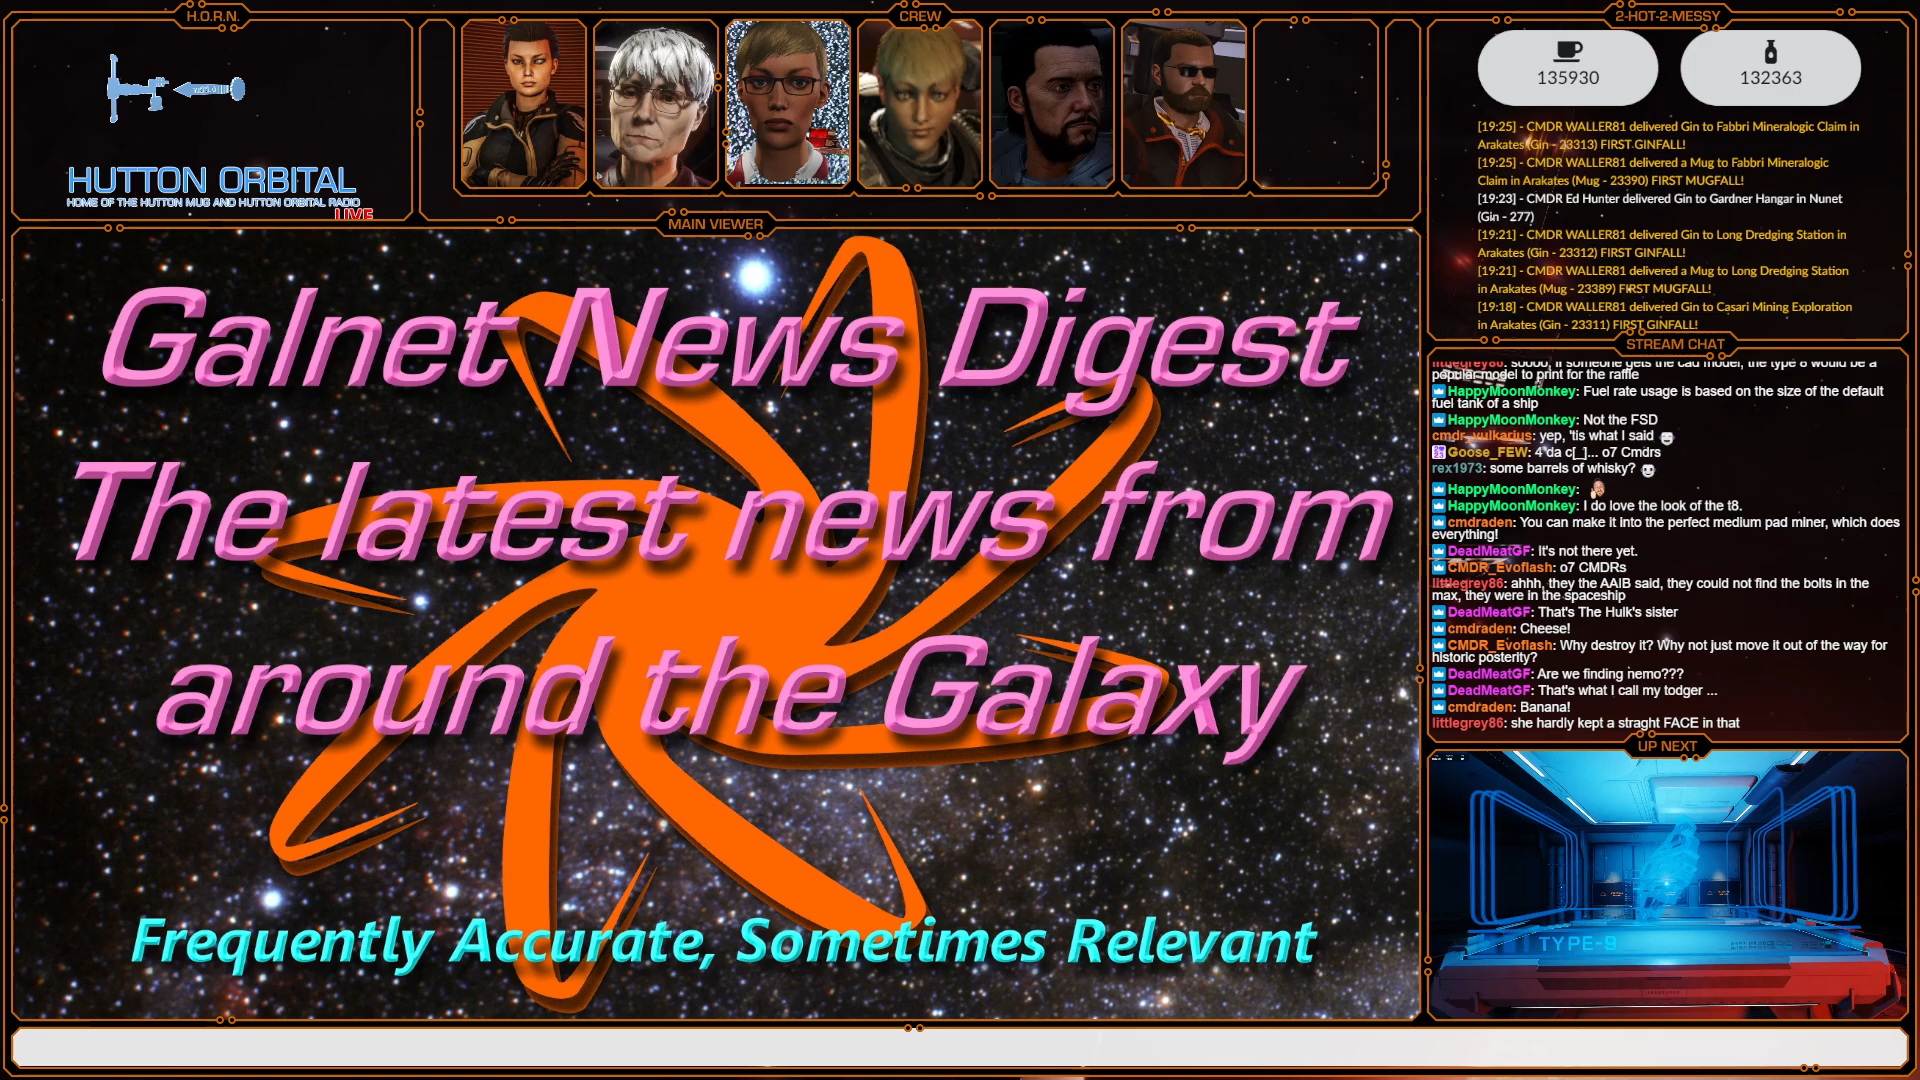 H.O.R.N.
HUTTON ORBITAL
HOME OF THE HUTTON MUG AND HUTTON ORBITAL RADIO
LIVE
CREW
MAIN VIEWER
Galnet News Digest
The latest news from
around the Galaxy
Frequently Accurate, Sometimes Relevant
2-HOT-2-MESSY
135930
132363
[19:25] - CMDR WALLER81 delivered Gin to Fabbri Mineralogic Claim in
Arakates (Gin - 23313) FIRST GINFALL!
[19:25] - CMDR WALLER81 delivered a Mug to Fabbri Mineralogic
Claim in Arakates (Mug - 23390) FIRST MUGFALL!
[19:23] - CMDR Ed Hunter delivered Gin to Gardner Hangar in Nunet
(Gin - 277)
[19:21] - CMDR WALLER81 delivered Gin to Long Dredging Station in
Arakates (Gin - 23312) FIRST GINFALL!
[19:21] - CMDR WALLER81 delivered a Mug to Long Dredging Station
in Arakates (Mug - 23389) FIRST MUGFALL!
[19:18] - CMDR WALLER81 delivered Gin to Casari Mining Exploration
in Arakates (Gin - 23311) FIRST GINFALL!
STREAM CHAT
littlegrey86: soooo, if someone gets the cad model, the type 8 would be a
popular model to print for the raffle
HappyMoonMonkey: Fuel rate usage is based on the size of the default
fuel tank of a ship
HappyMoonMonkey: Not the FSD
cmdr_vulkarius: yep, 'tis what I said
Goose_FEW: 4 da c[_]... o7 Cmdrs
rex1973: some barrels of whisky?
HappyMoonMonkey:
HappyMoonMonkey: I do love the look of the t8.
cmdraden: You can make it into the perfect medium pad miner, which does
everything!
DeadMeatGF: It's not there yet.
CMDR_Evoflash: o7 CMDRs
littlegrey86: ahhh, they the AAIB said, they could not find the bolts in the
max, they were in the spaceship
DeadMeatGF: That's The Hulk's sister
cmdraden: Cheese!
CMDR_Evoflash: Why destroy it? Why not just move it out of the way for
historic posterity?
DeadMeatGF: Are we finding nemo???
DeadMeatGF: That's what I call my todger ...
cmdraden: Banana!
littlegrey86: she hardly kept a straght FACE in that
UP NEXT
TYPE-9